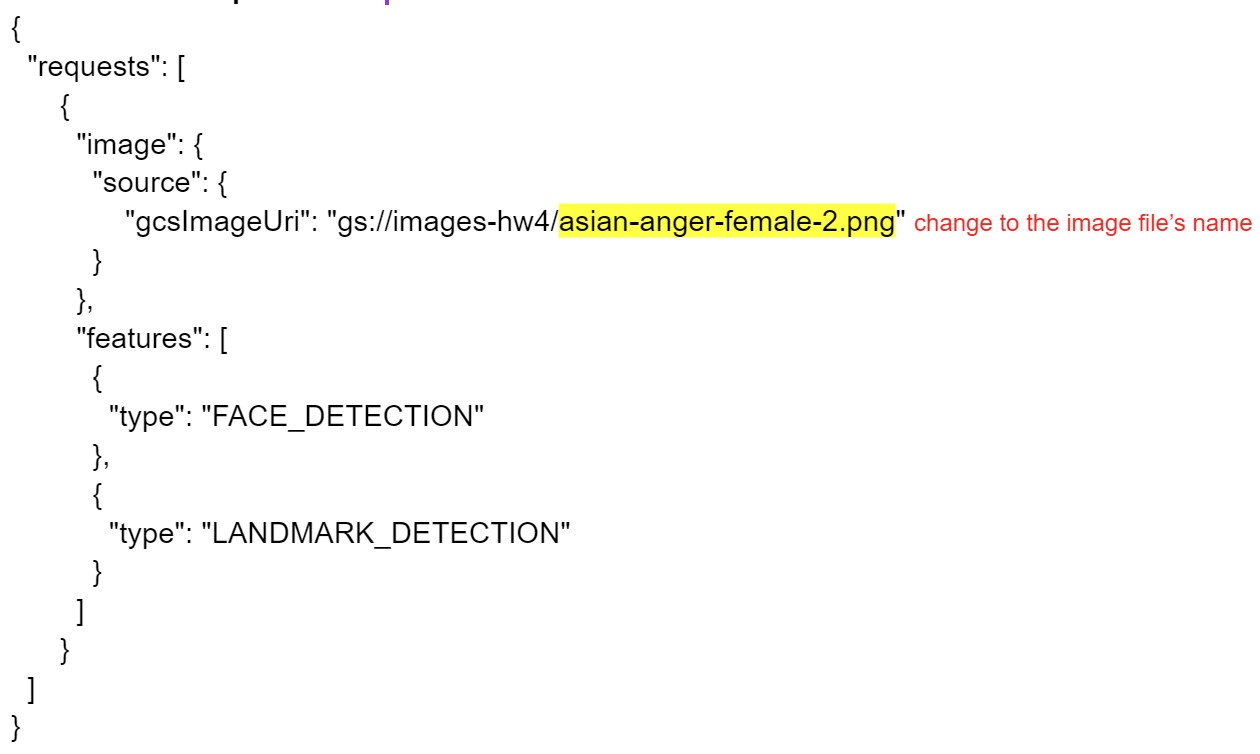 {
"requests": [
{
"image": {
"source": {
"gcsImageUri": "gs://images-hw4/asian-anger-female-2.png" change to the image file’s name
}
},
"features": [
{
"type": "FACE_DETECTION"
},
{
"type": "LANDMARK_DETECTION"
}
]
}
]
}